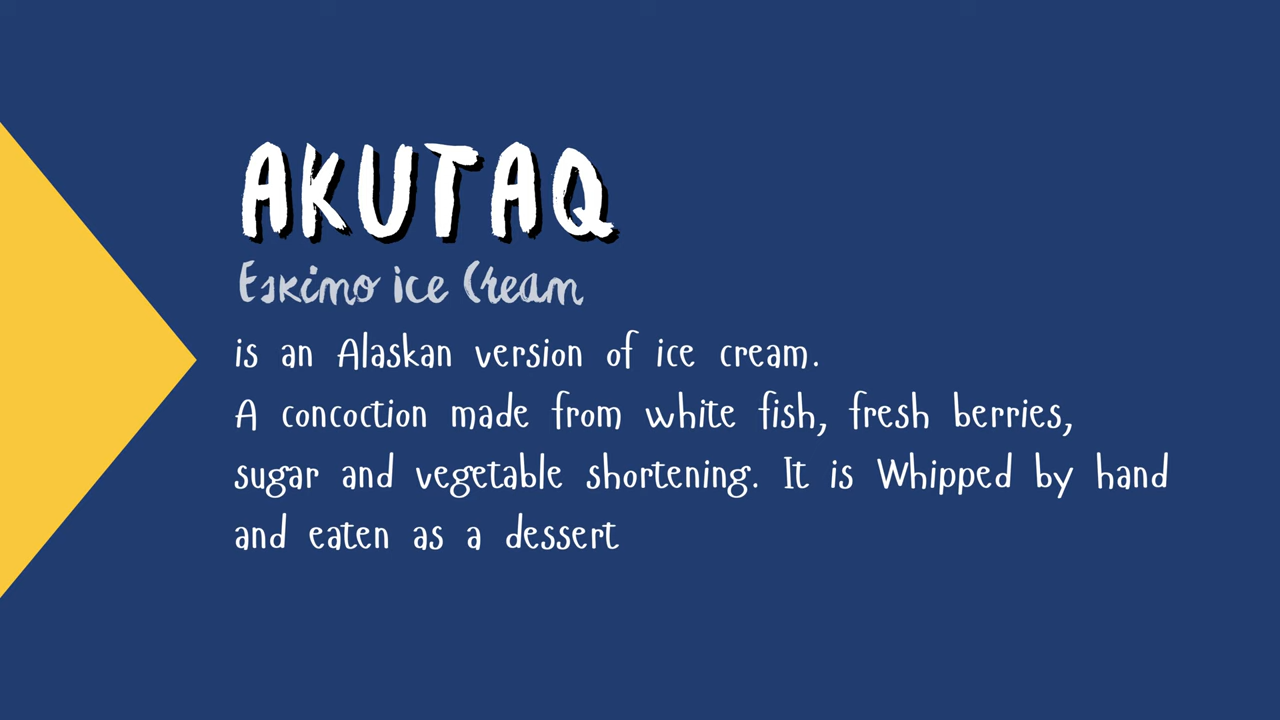 AKUTAQ
Eskimo ice Cream
is an Alaskan version of ice cream.
A concoction made from white fish, fresh berries,
sugar and vegetable shortening. It is Whipped by hand
and eaten as a dessert